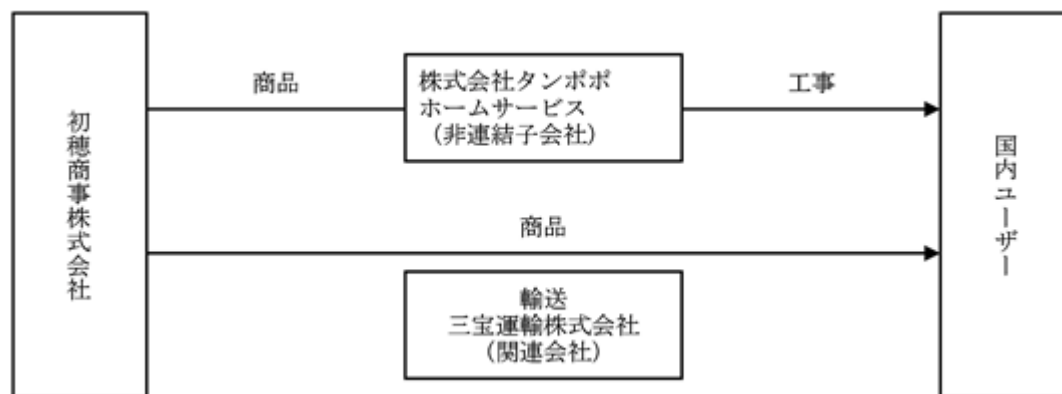 初穂商事株式会社
商品
株式会社タンポポ
ホームサービス
(非連結子会社)
工事
商品
輸送
三宝運輸株式会社
(関連会社)
国内ユーザー